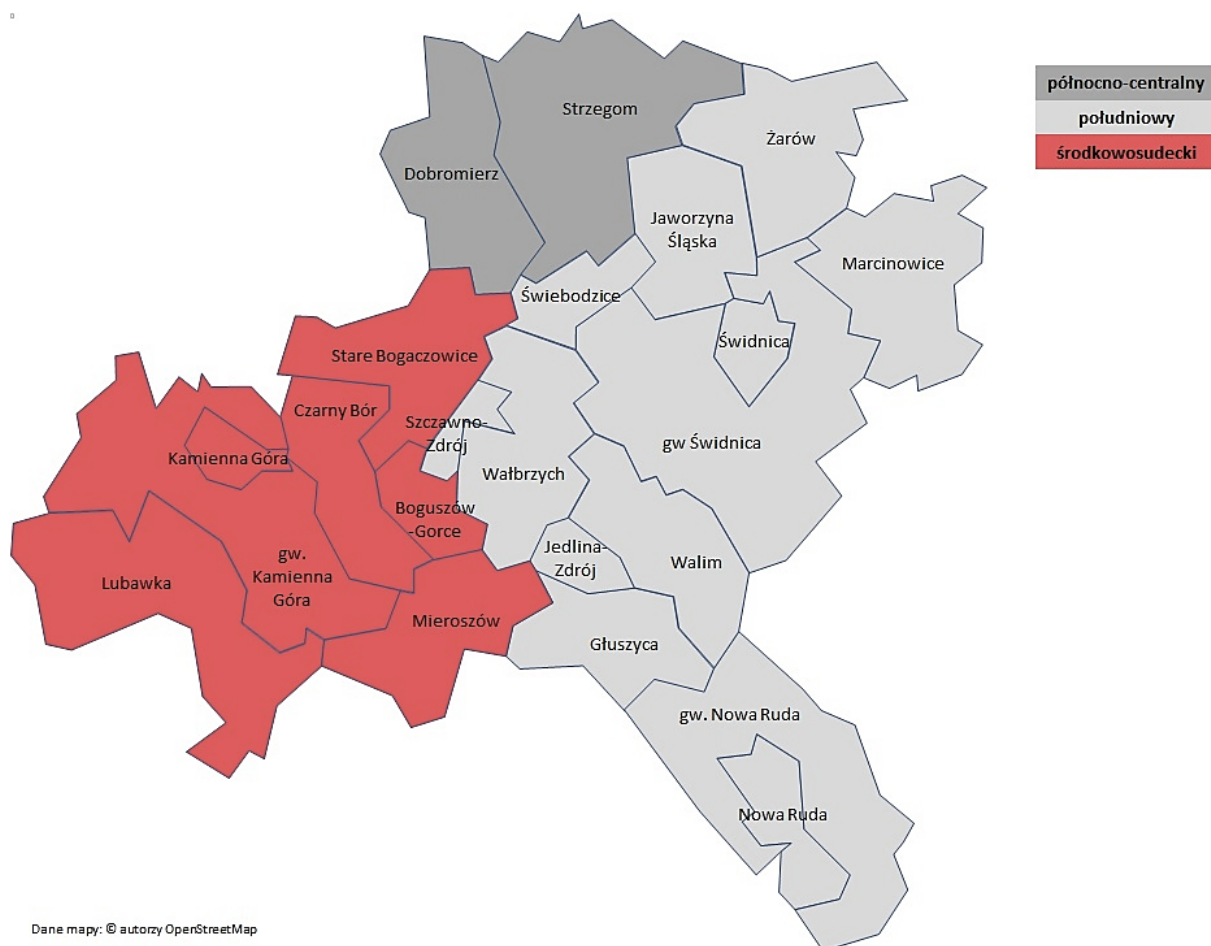 północno-centralny
południowy
środkowosudecki
Strzegom
Żarów
Dobromierz
Jaworzyna
Śląska
Marcinowice
Świebodzice
Świdnica
Stare Bogaczowice
Czarny Bór
Szczawno-
Zdrój
gw Świdnica
Kamienna Góra
Wałbrzych
Boguszów
-Gorce
Jedlina-
Zdrój
Walim
gw.
Kamienna
Góra
Lubawka
Mieroszów
Głuszyca
gw. Nowa Ruda
Nowa Ruda
Dane mapy: © autorzy OpenStreetMap